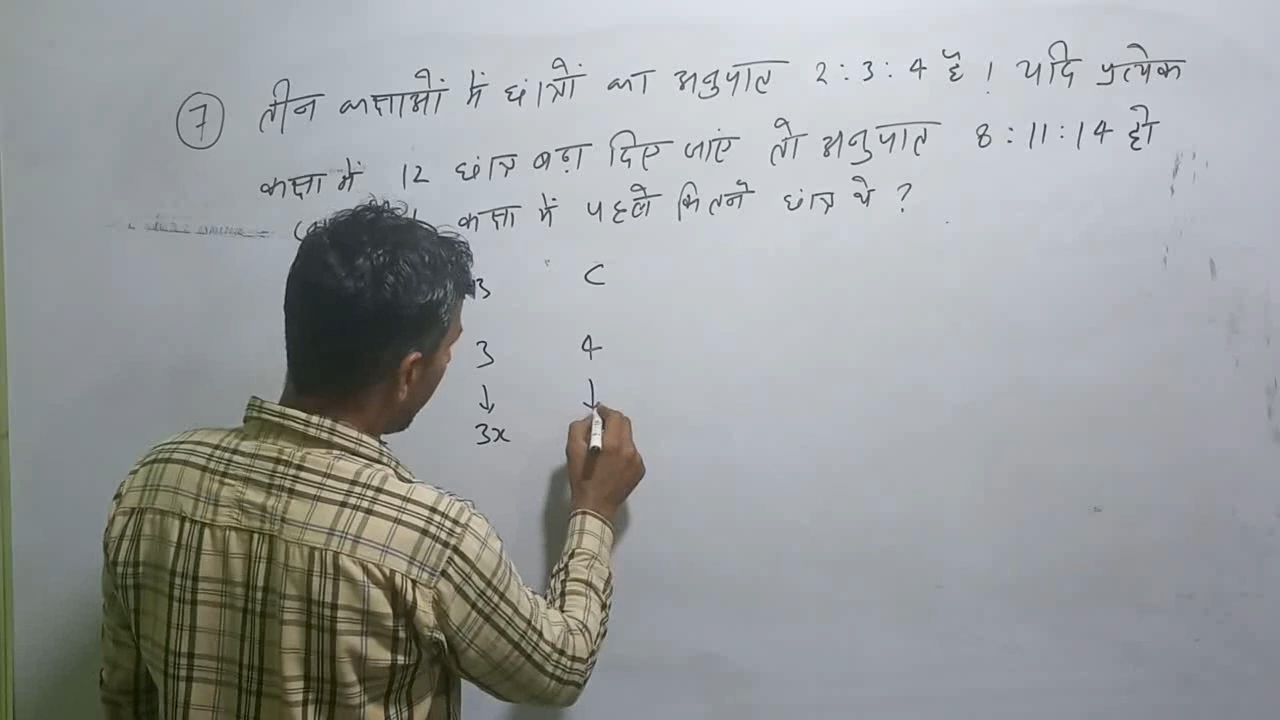 7 तीन कक्षाओं में छात्रों का अनुपात 2 : 3 : 4 है । यदि प्रत्येक
कक्षा में 12 छात्र बढ़ा दिए जाएं तो अनुपात 8 : 11 : 14 हो
कक्षा में पहले कितने छात्र थे ?
B C
3 4
↓ ↓
3x